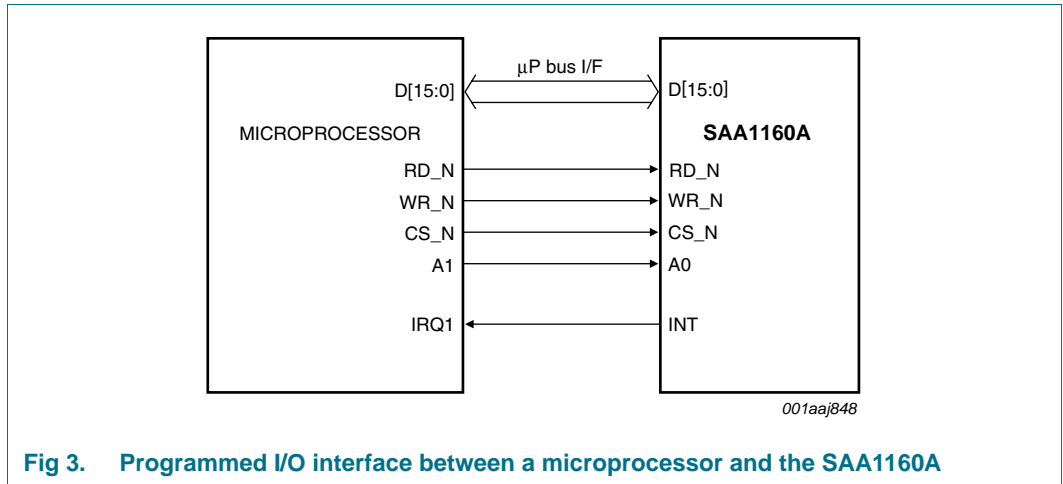 µP bus I/F
D[15:0] D[15:0]
MICROPROCESSOR SAA1160A
RD_N RD_N
WR_N WR_N
CS_N CS_N
A1 A0
IRQ1 INT
001aaj848
Fig 3. Programmed I/O interface between a microprocessor and the SAA1160A